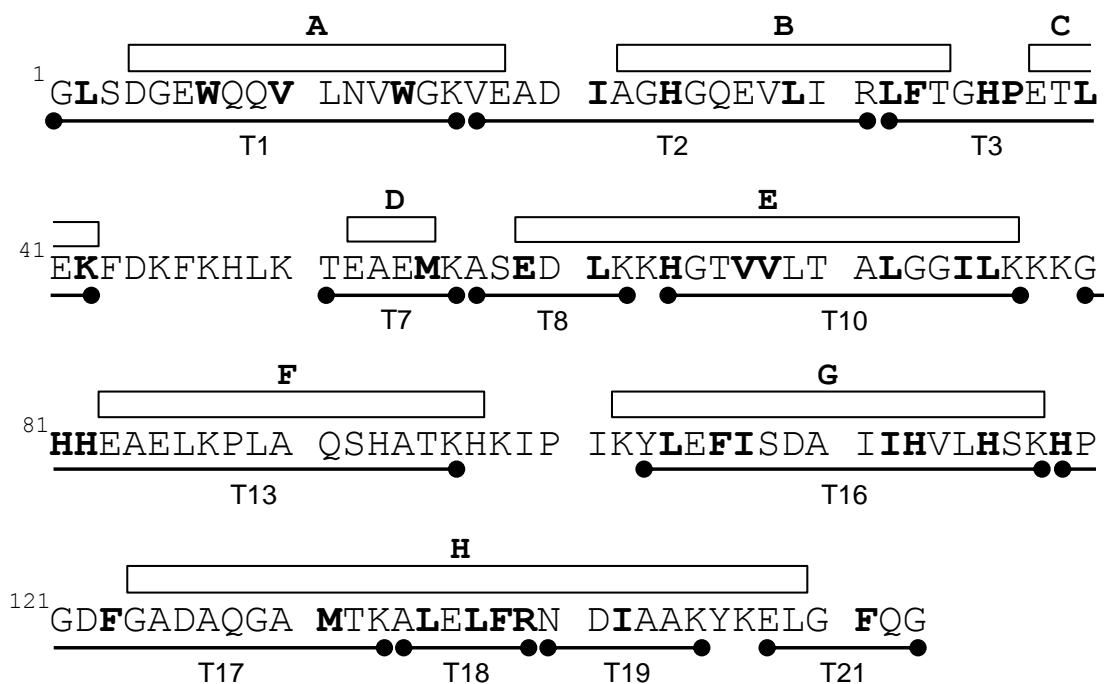 A B C
1 GLSDGEWQQV LNVWGKVEAD IAGHGQEVLI RLFTGHPETL
T1 T2 T3
D E
41 EKFDKFKHLK TEAEMKASED LKKHGTVVLT ALGGILKKKG
T7 T8 T10
F G
81 HHEAELKPLA QSHATKHKIP IKYLEFISDA IIHVLHSKHP
T13 T16
H
121 GDFGADAQGA MTKALELFRN DIAAKYKELG FQG
T17 T18 T19 T21